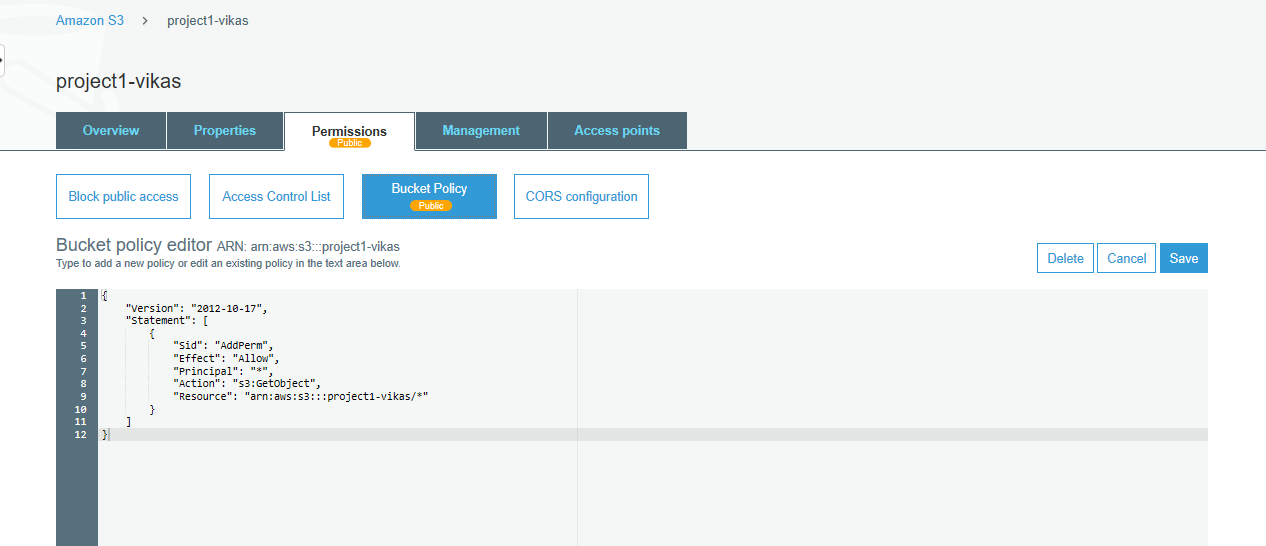 Amazon S3 > project1-vikas
project1-vikas
Overview Properties Permissions Management Access points
Public
Block public access Access Control List Bucket Policy CORS configuration
Public
Bucket policy editor ARN: arn:aws:s3:::project1-vikas
Type to add a new policy or edit an existing policy in the text area below.
Delete Cancel Save
1 {
2     "Version": "2012-10-17",
3     "Statement": [
4         {
5             "Sid": "AddPerm",
6             "Effect": "Allow",
7             "Principal": "*",
8             "Action": "s3:GetObject",
9             "Resource": "arn:aws:s3:::project1-vikas/*"
10         }
11     ]
12 }